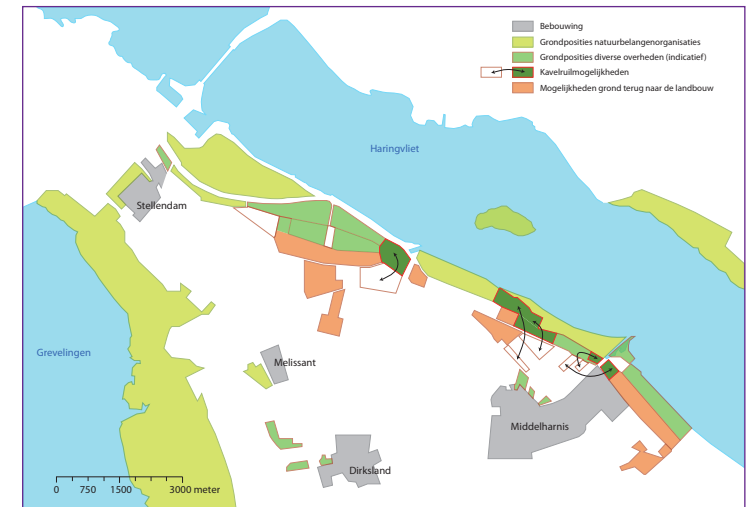 Bebouwing
Grondposities natuurbelangenorganisaties
Grondposities diverse overheden (indicatief)
Kavelruilmogelijkheden
Mogelijkheden grond terug naar de landbouw
Haringvliet
Stellendam
Grevelingen
Melissant
Middelharnis
Dirksland
0 750 1500 3000 meter